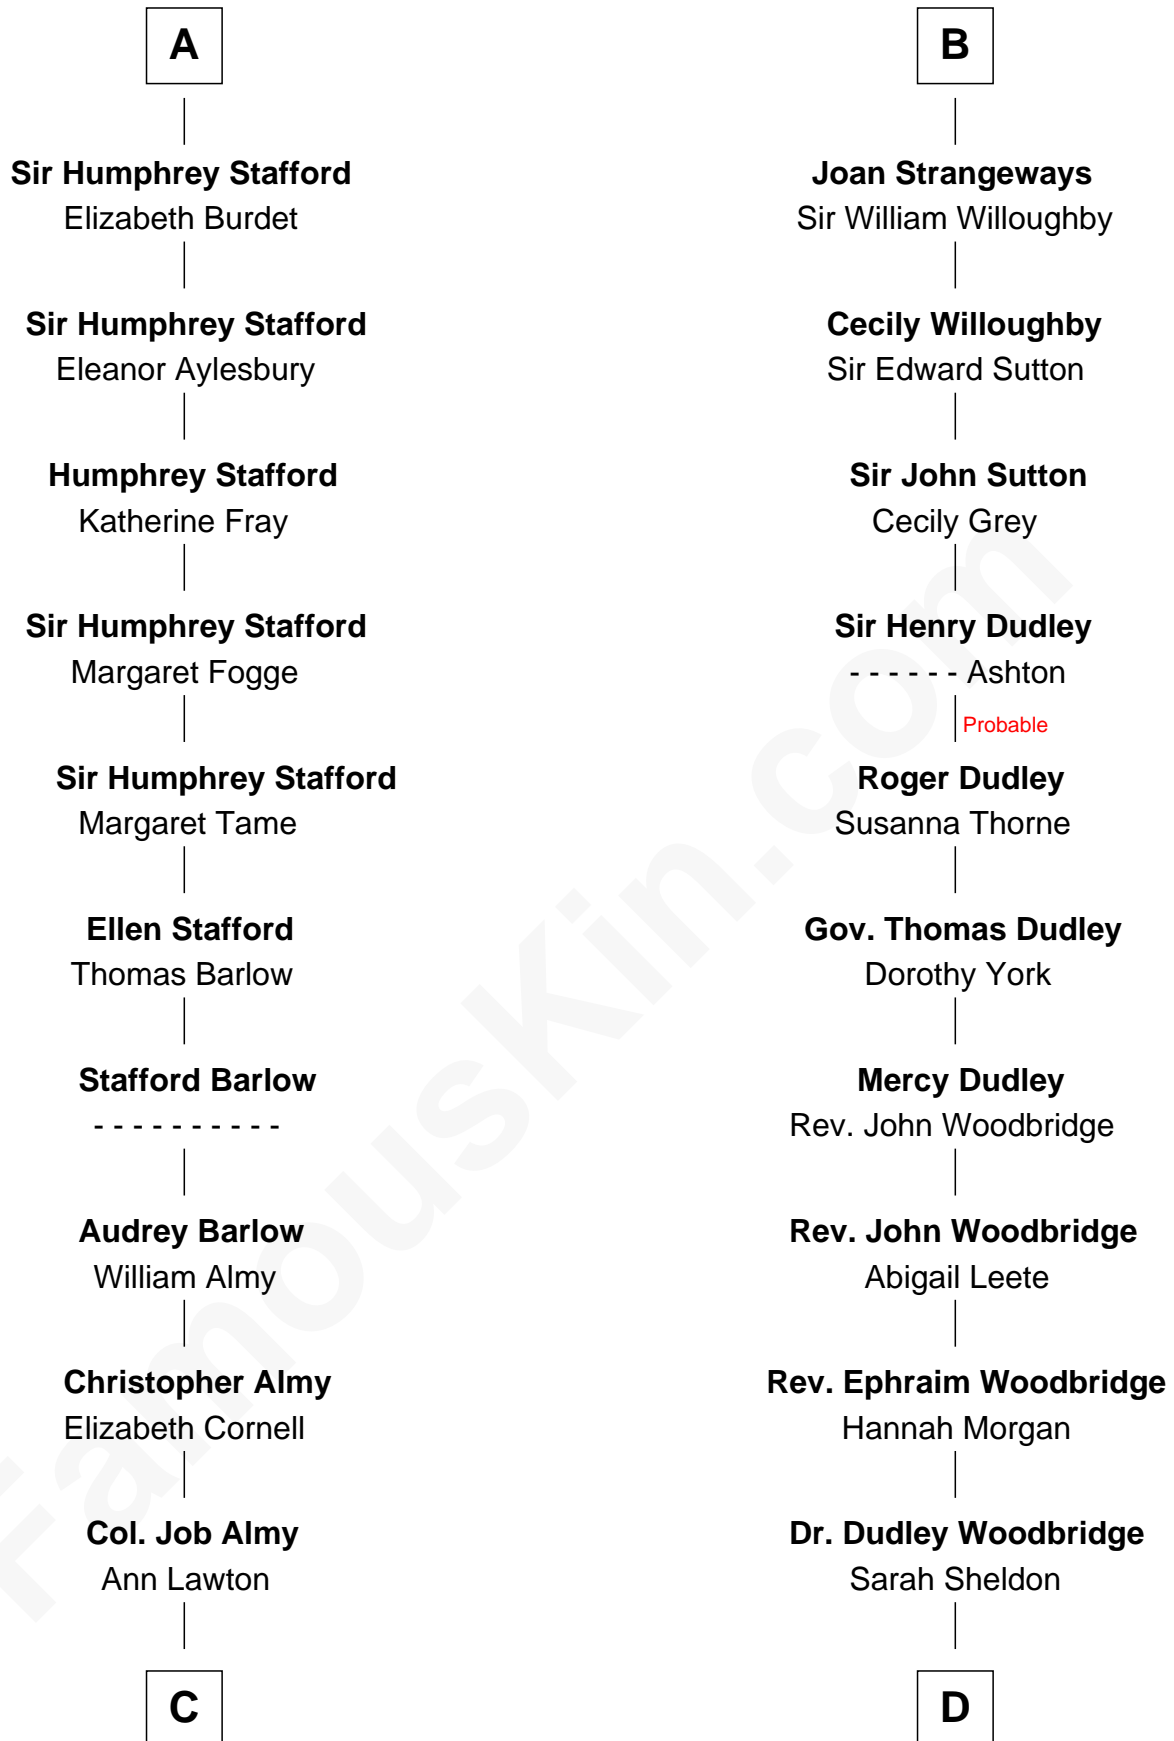 A
Sir Humphrey Stafford
Elizabeth Burdet
Sir Humphrey Stafford
Eleanor Aylesbury
Humphrey Stafford
Katherine Fray
Sir Humphrey Stafford
Margaret Fogge
Sir Humphrey Stafford
Margaret Tame
Ellen Stafford
Thomas Barlow
Stafford Barlow
- - - - - - - - - -
Audrey Barlow
William Almy
Christopher Almy
Elizabeth Cornell
Col. Job Almy
Ann Lawton
C
B
Joan Strangeways
Sir William Willoughby
Cecily Willoughby
Sir Edward Sutton
Sir John Sutton
Cecily Grey
Sir Henry Dudley
- - - - - - Ashton
Probable
Roger Dudley
Susanna Thorne
Gov. Thomas Dudley
Dorothy York
Mercy Dudley
Rev. John Woodbridge
Rev. John Woodbridge
Abigail Leete
Rev. Ephraim Woodbridge
Hannah Morgan
Dr. Dudley Woodbridge
Sarah Sheldon
D
FamousKin.com